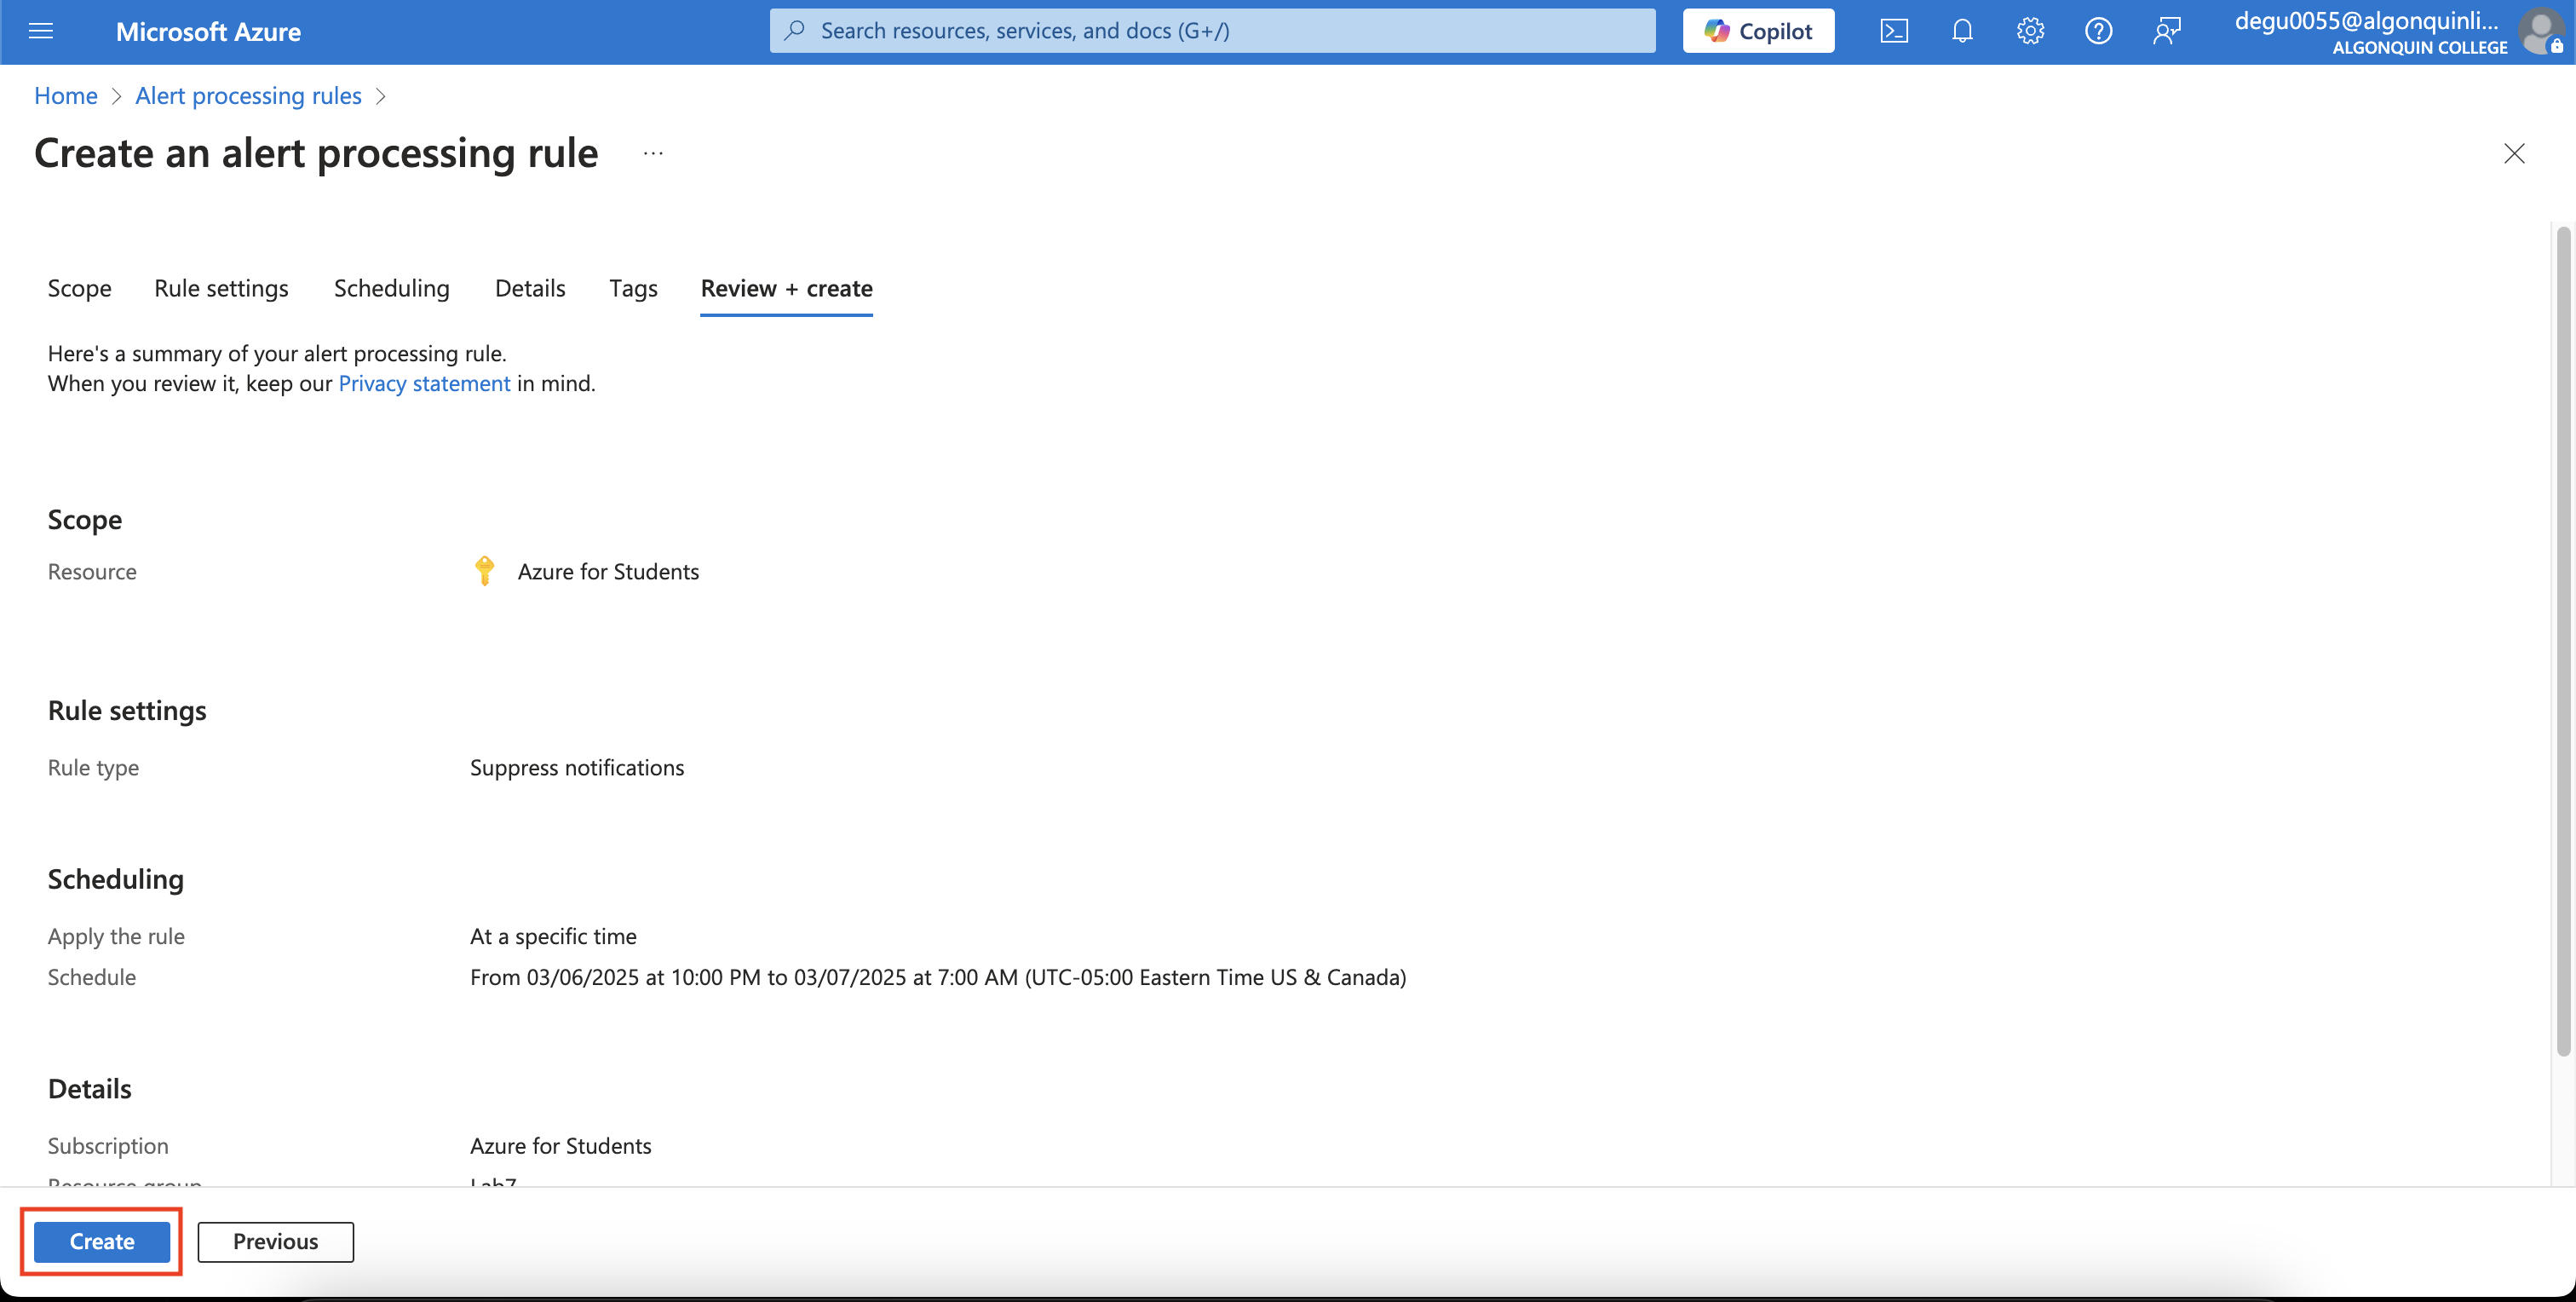 Microsoft Azure
Search resources, services, and docs (G+/)
Copilot
degu0055@algonquinli...
ALGONQUIN COLLEGE
Home > Alert processing rules >
Create an alert processing rule ...
Scope Rule settings Scheduling Details Tags Review + create
Here's a summary of your alert processing rule.
When you review it, keep our Privacy statement in mind.
Scope
Resource Azure for Students
Rule settings
Rule type Suppress notifications
Scheduling
Apply the rule At a specific time
Schedule From 03/06/2025 at 10:00 PM to 03/07/2025 at 7:00 AM (UTC-05:00 Eastern Time US & Canada)
Details
Subscription Azure for Students
Resource group Lab7
Create Previous